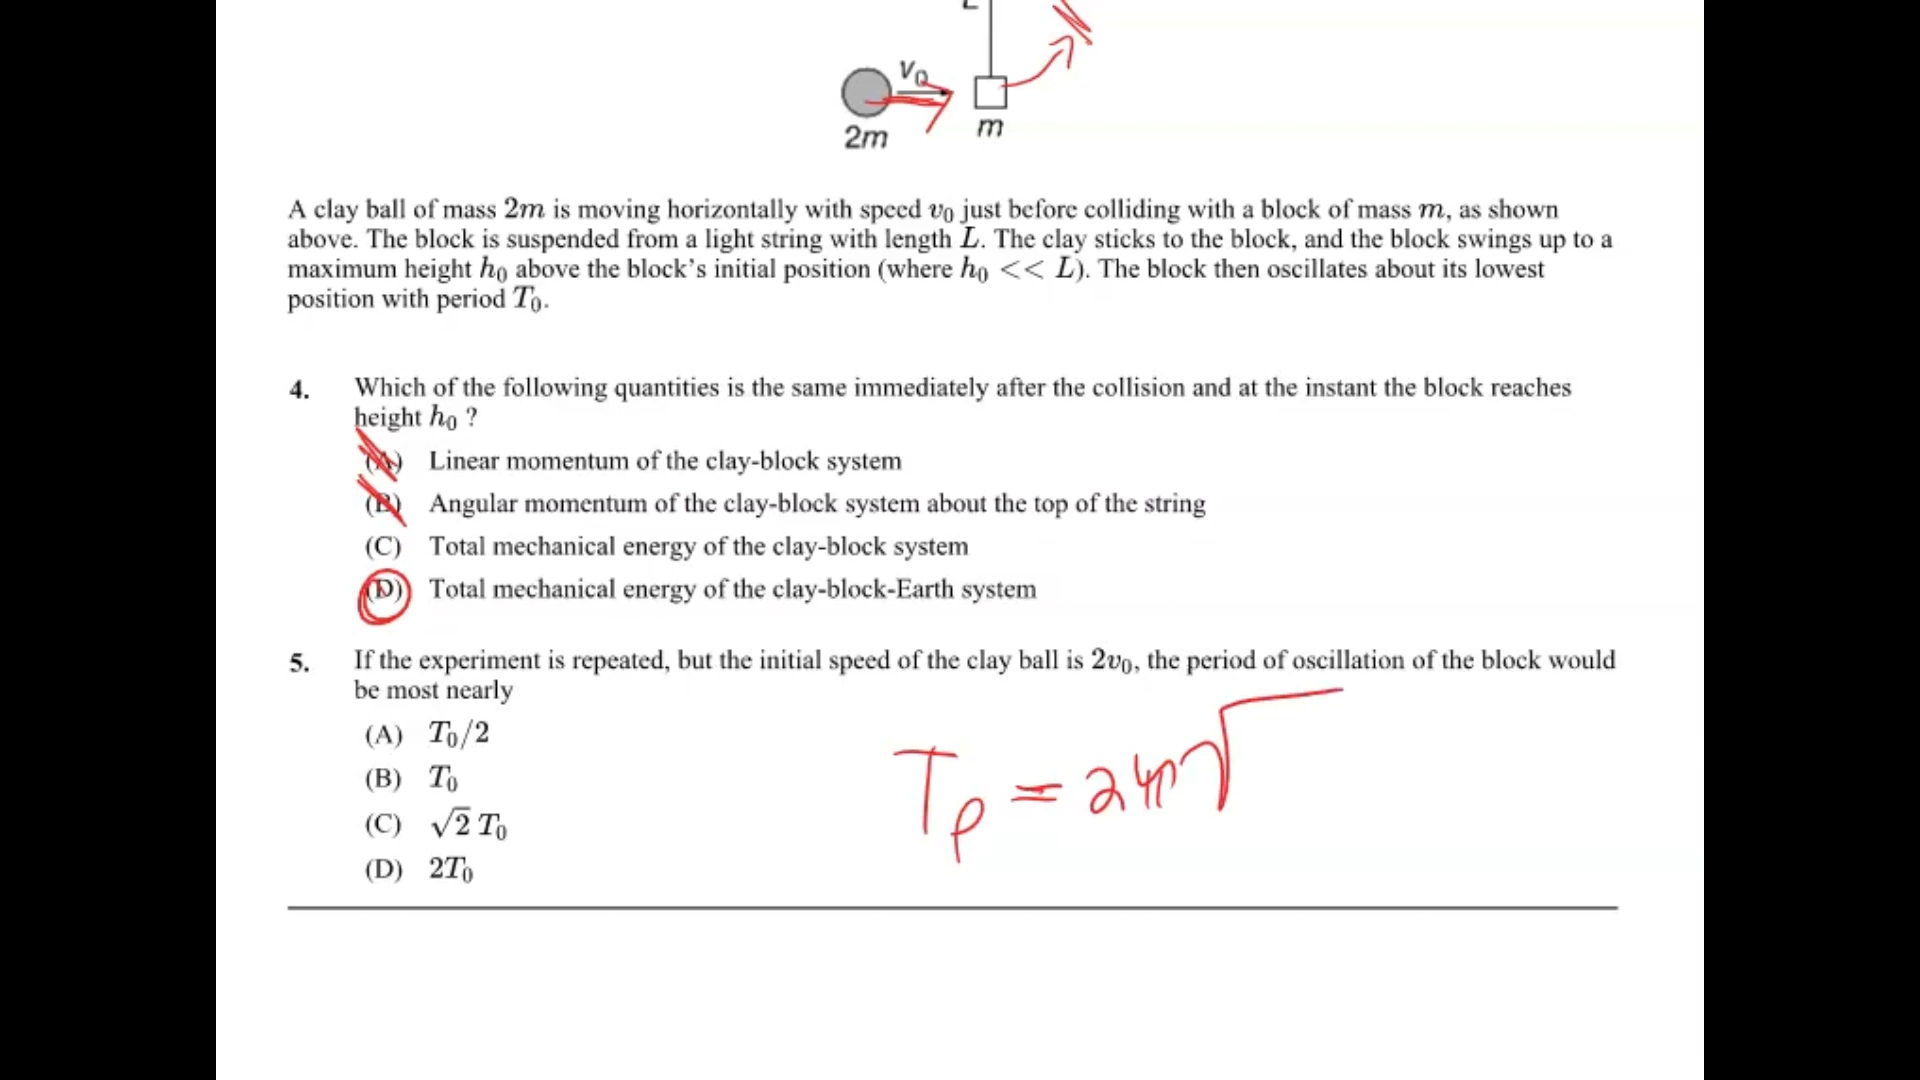 L
v₀
2m
m
A clay ball of mass 2m is moving horizontally with speed v₀ just before colliding with a block of mass m, as shown
above. The block is suspended from a light string with length L. The clay sticks to the block, and the block swings up to a
maximum height h₀ above the block's initial position (where h₀ << L). The block then oscillates about its lowest
position with period T₀.
4. Which of the following quantities is the same immediately after the collision and at the instant the block reaches
height h₀ ?
(A) Linear momentum of the clay-block system
(B) Angular momentum of the clay-block system about the top of the string
(C) Total mechanical energy of the clay-block system
(D) Total mechanical energy of the clay-block-Earth system
5. If the experiment is repeated, but the initial speed of the clay ball is 2v₀, the period of oscillation of the block would
be most nearly
(A) T₀/2
(B) T₀
(C) √2 T₀
(D) 2T₀
Tp = 2π√